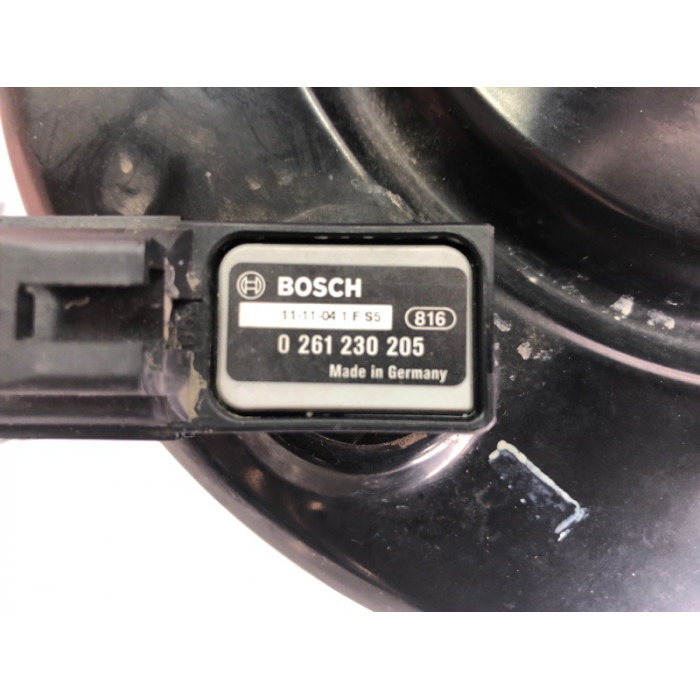 BOSCH
11-11-04 1 F S5 816
0 261 230 205
Made in Germany